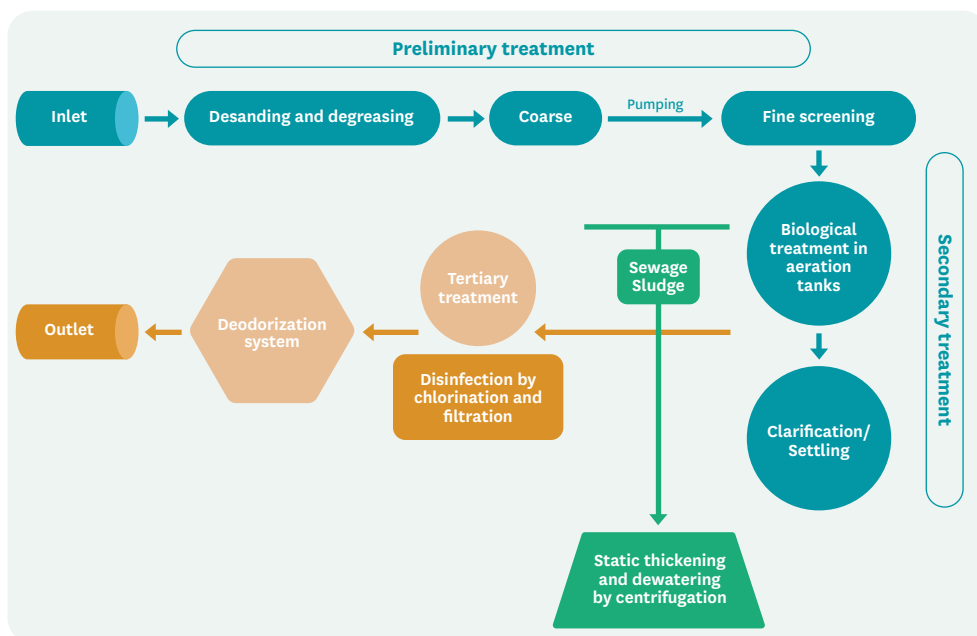 Preliminary treatment
Inlet
Desanding and degreasing
Coarse
Pumping
Fine screening
Biological
treatment in
aeration
tanks
Secondary treatment
Sewage
Sludge
Tertiary
treatment
Deodorization
system
Outlet
Disinfection by
chlorination and
filtration
Clarification/
Settling
Static thickening
and dewatering
by centrifugation